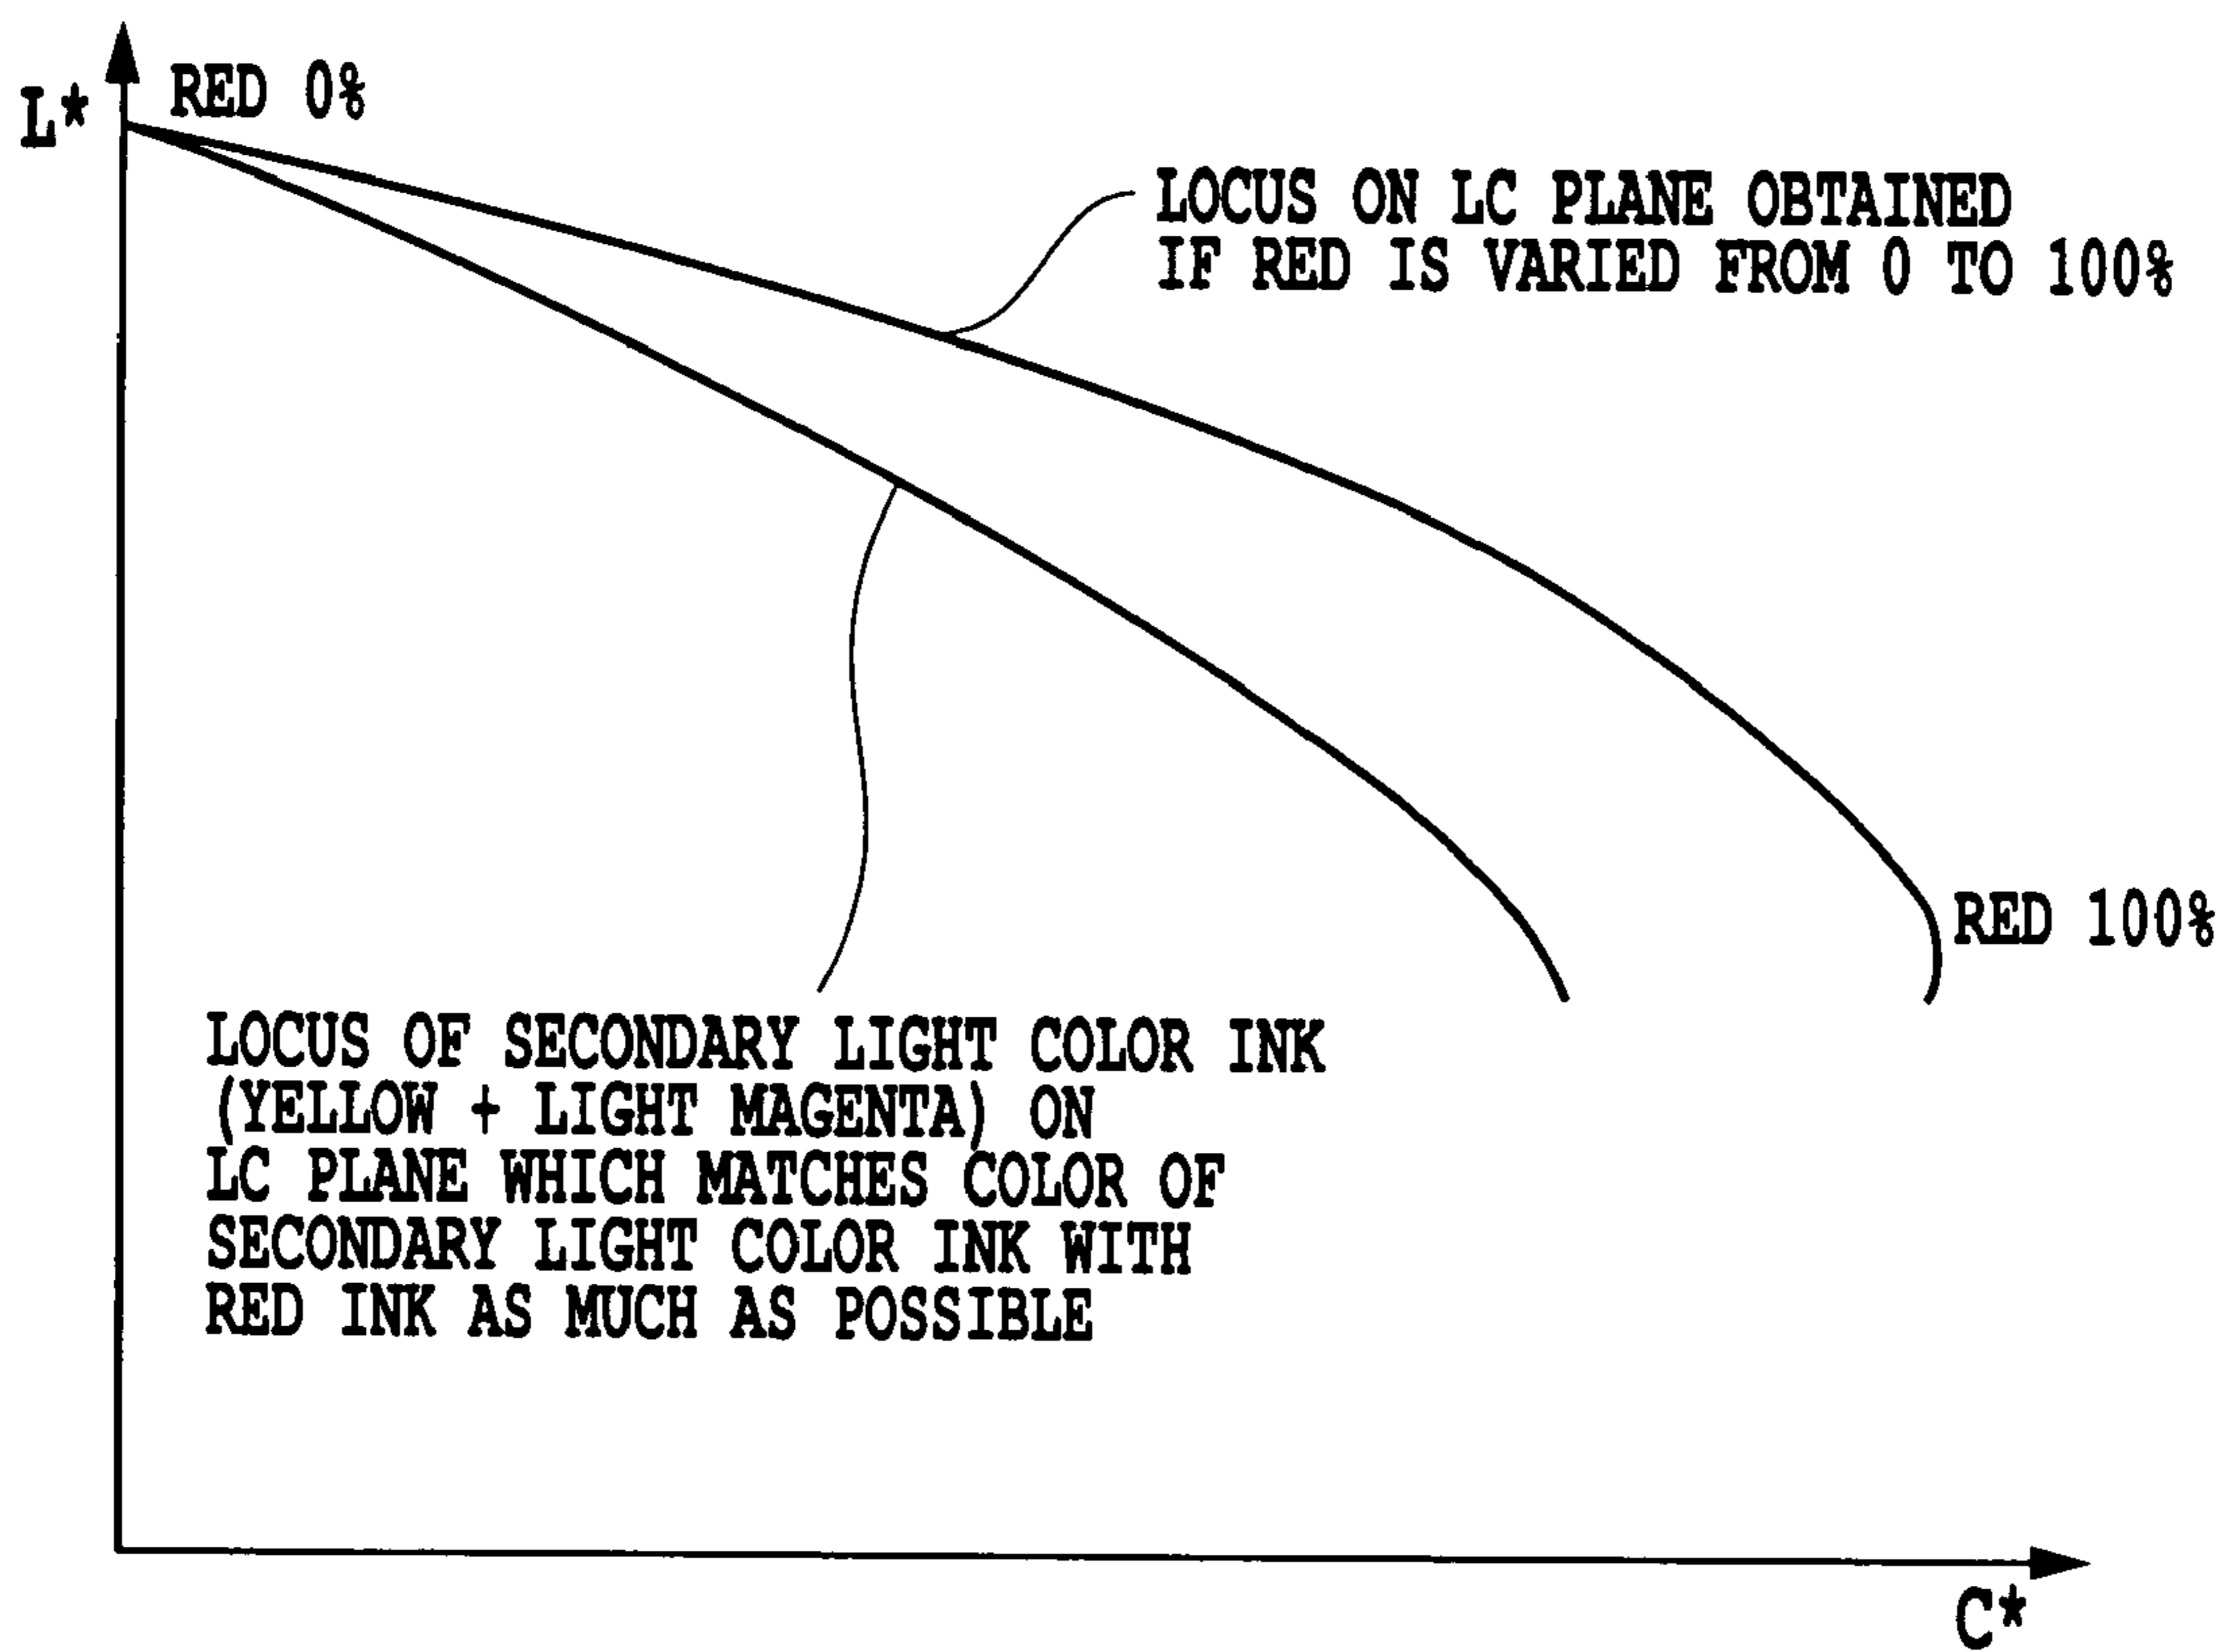 RED 0%
L*
LOCUS ON LC PLANE OBTAINED
IF RED IS VARIED FROM 0 TO 100%
RED 100%
LOCUS OF SECONDARY LIGHT COLOR INK
(YELLOW + LIGHT MAGENTA) ON
LC PLANE WHICH MATCHES COLOR OF
SECONDARY LIGHT COLOR INK WITH
RED INK AS MUCH AS POSSIBLE
C*